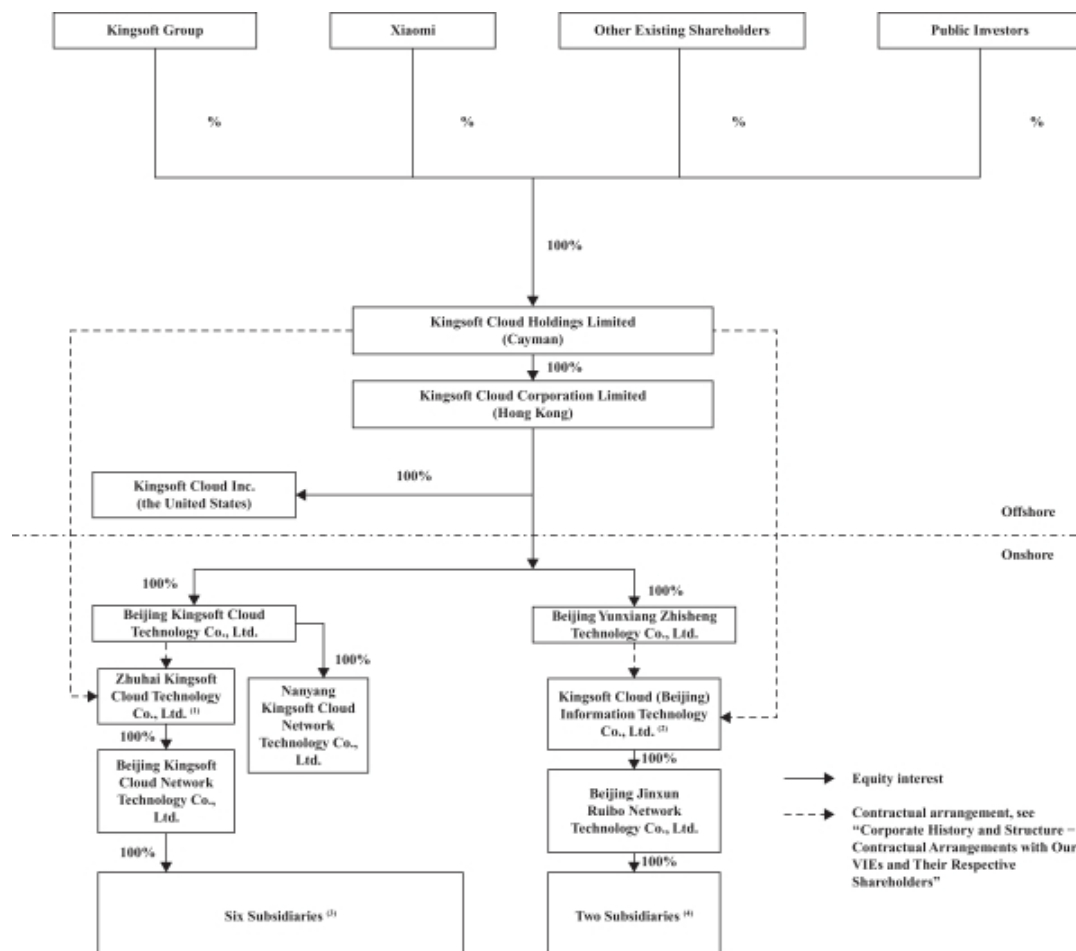 Kingsoft Group
Xiaomi
Other Existing Shareholders
Public Investors
%
%
%
%
100%
Kingsoft Cloud Holdings Limited
(Cayman)
100%
Kingsoft Cloud Corporation Limited
(Hong Kong)
100%
Kingsoft Cloud Inc.
(the United States)
Offshore
Onshore
100%
100%
Beijing Kingsoft Cloud
Technology Co., Ltd.
Beijing Yunxiang Zhisheng
Technology Co., Ltd.
100%
Zhuhai Kingsoft
Cloud Technology
Co., Ltd. (1)
Nanyang
Kingsoft Cloud
Network
Technology Co.,
Ltd.
Kingsoft Cloud (Beijing)
Information Technology
Co., Ltd. (2)
100%
100%
Beijing Kingsoft
Cloud Network
Technology Co.,
Ltd.
Beijing Jinxun
Ruibo Network
Technology Co., Ltd.
Equity interest
Contractual arrangement, see
“Corporate History and Structure −
Contractual Arrangements with Our
VIEs and Their Respective
Shareholders”
100%
100%
Six Subsidiaries (3)
Two Subsidiaries (4)